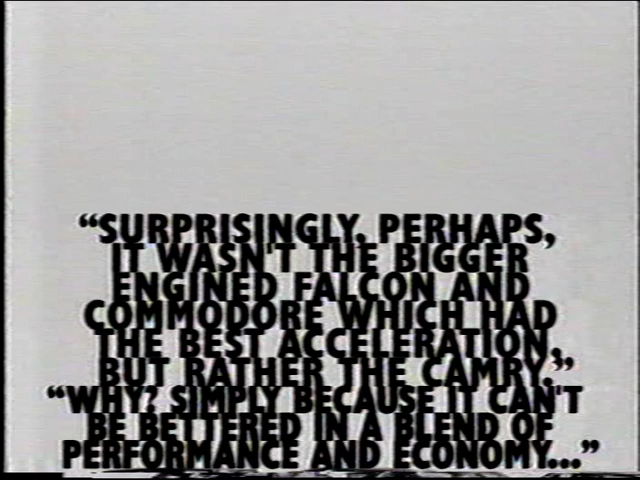 “SURPRISINGLY, PERHAPS,
IT WASN'T THE BIGGER
ENGINED FALCON AND
COMMODORE WHICH HAD
THE BEST ACCELERATION,
BUT RATHER THE CAMRY.”
“WHY? SIMPLY BECAUSE IT CAN'T
BE BETTERED IN A BLEND OF
PERFORMANCE AND ECONOMY...”